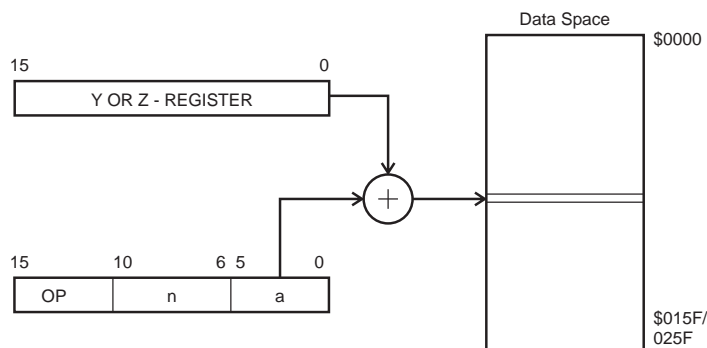 Data Space
$0000
15 0
Y OR Z - REGISTER
+
15 10 6 5 0
OP n a
$015F/
025F